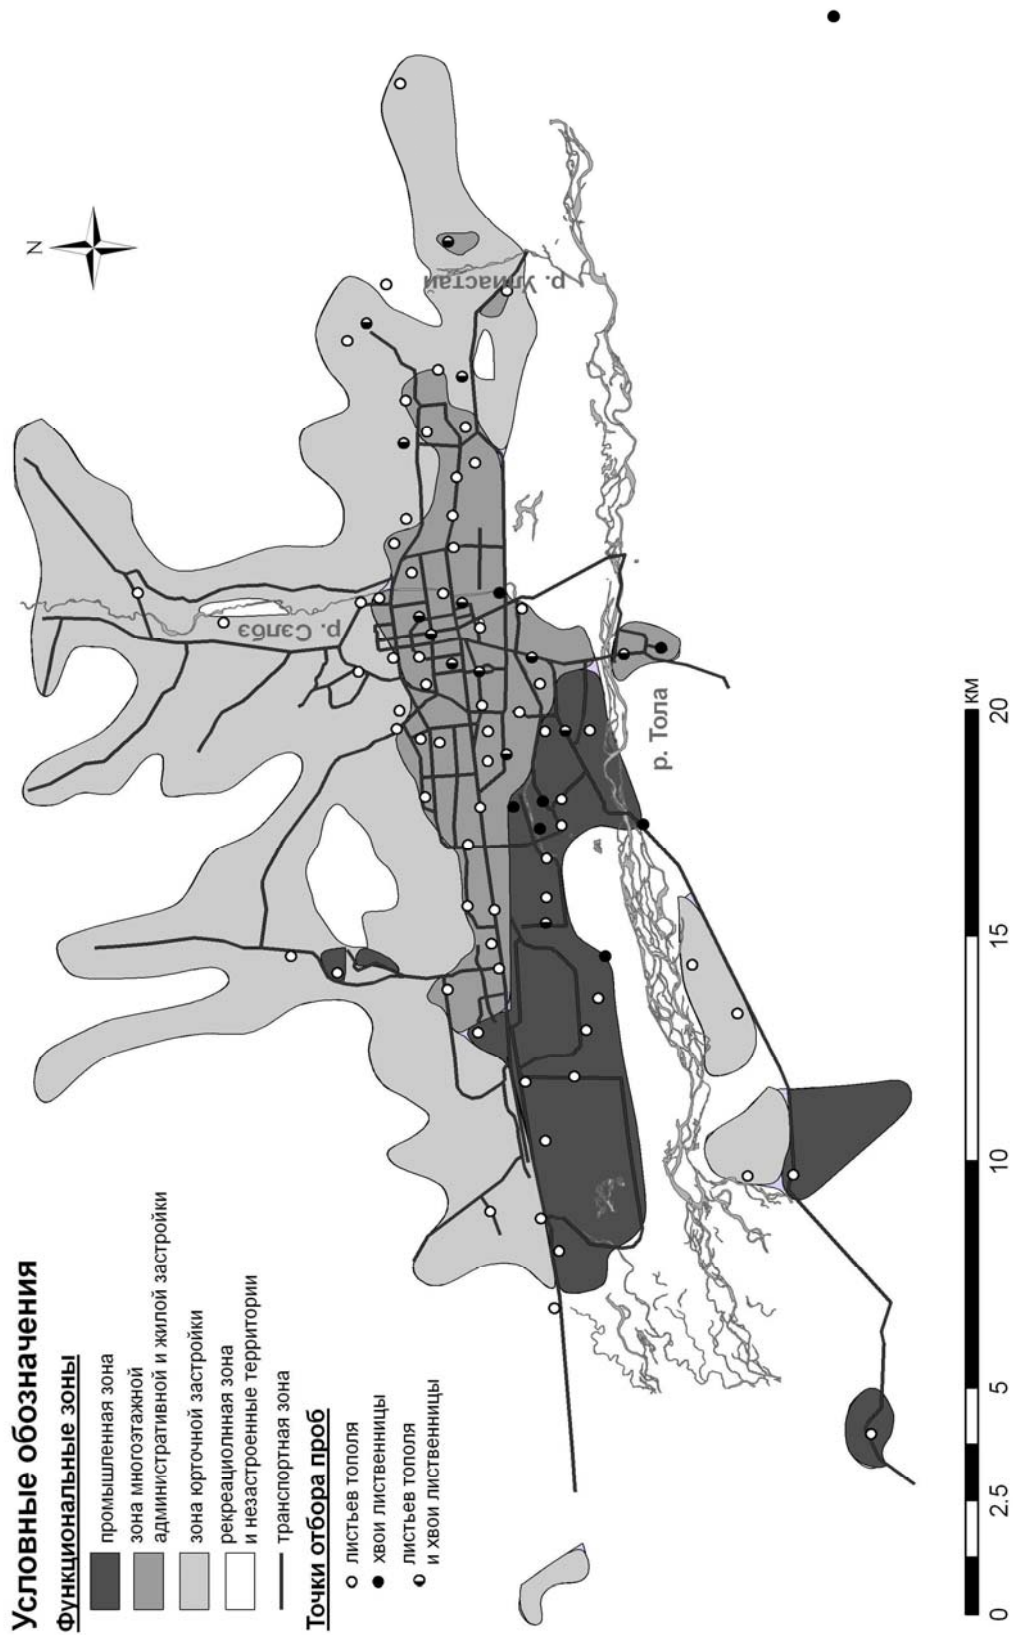 Условные обозначения
Функциональные зоны
промышленная зона
зона многоэтажной
административной и жилой застройки
зона юрточной застройки
рекреациолнная зона
и незастроенные территории
транспортная зона
Точки отбора проб
листьев тополя
хвои лиственницы
листьев тополя
и хвои лиственницы
N
р. Сэлбэ
р. Улиастай
р. Тола
0
2.5
5
10
15
20
км